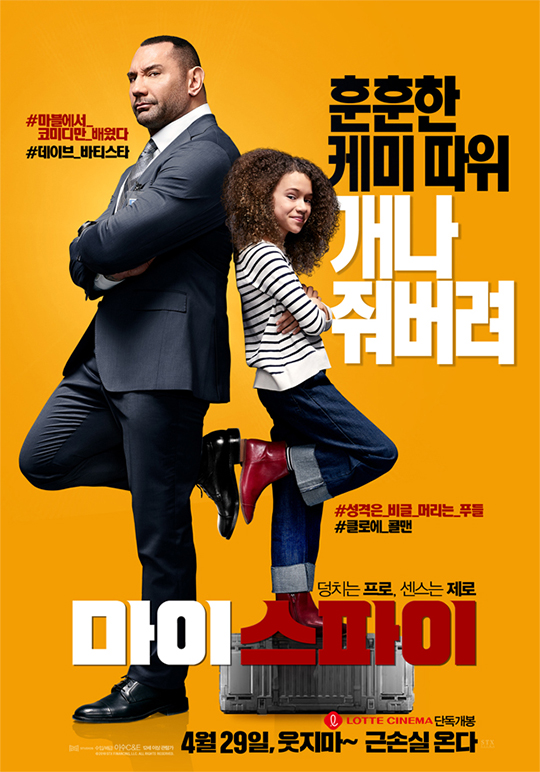 훈훈한
케미 따위
개나
줘버려
#마블에서_
코미디만_배웠다
#데이브_바티스타
#성격은_비글_머리는_푸들
#클로에_콜맨
덩치는 프로, 센스는 제로
마이 스파이
LOTTE CINEMA 단독개봉
4월 29일, 웃지마~ 근손실 온다